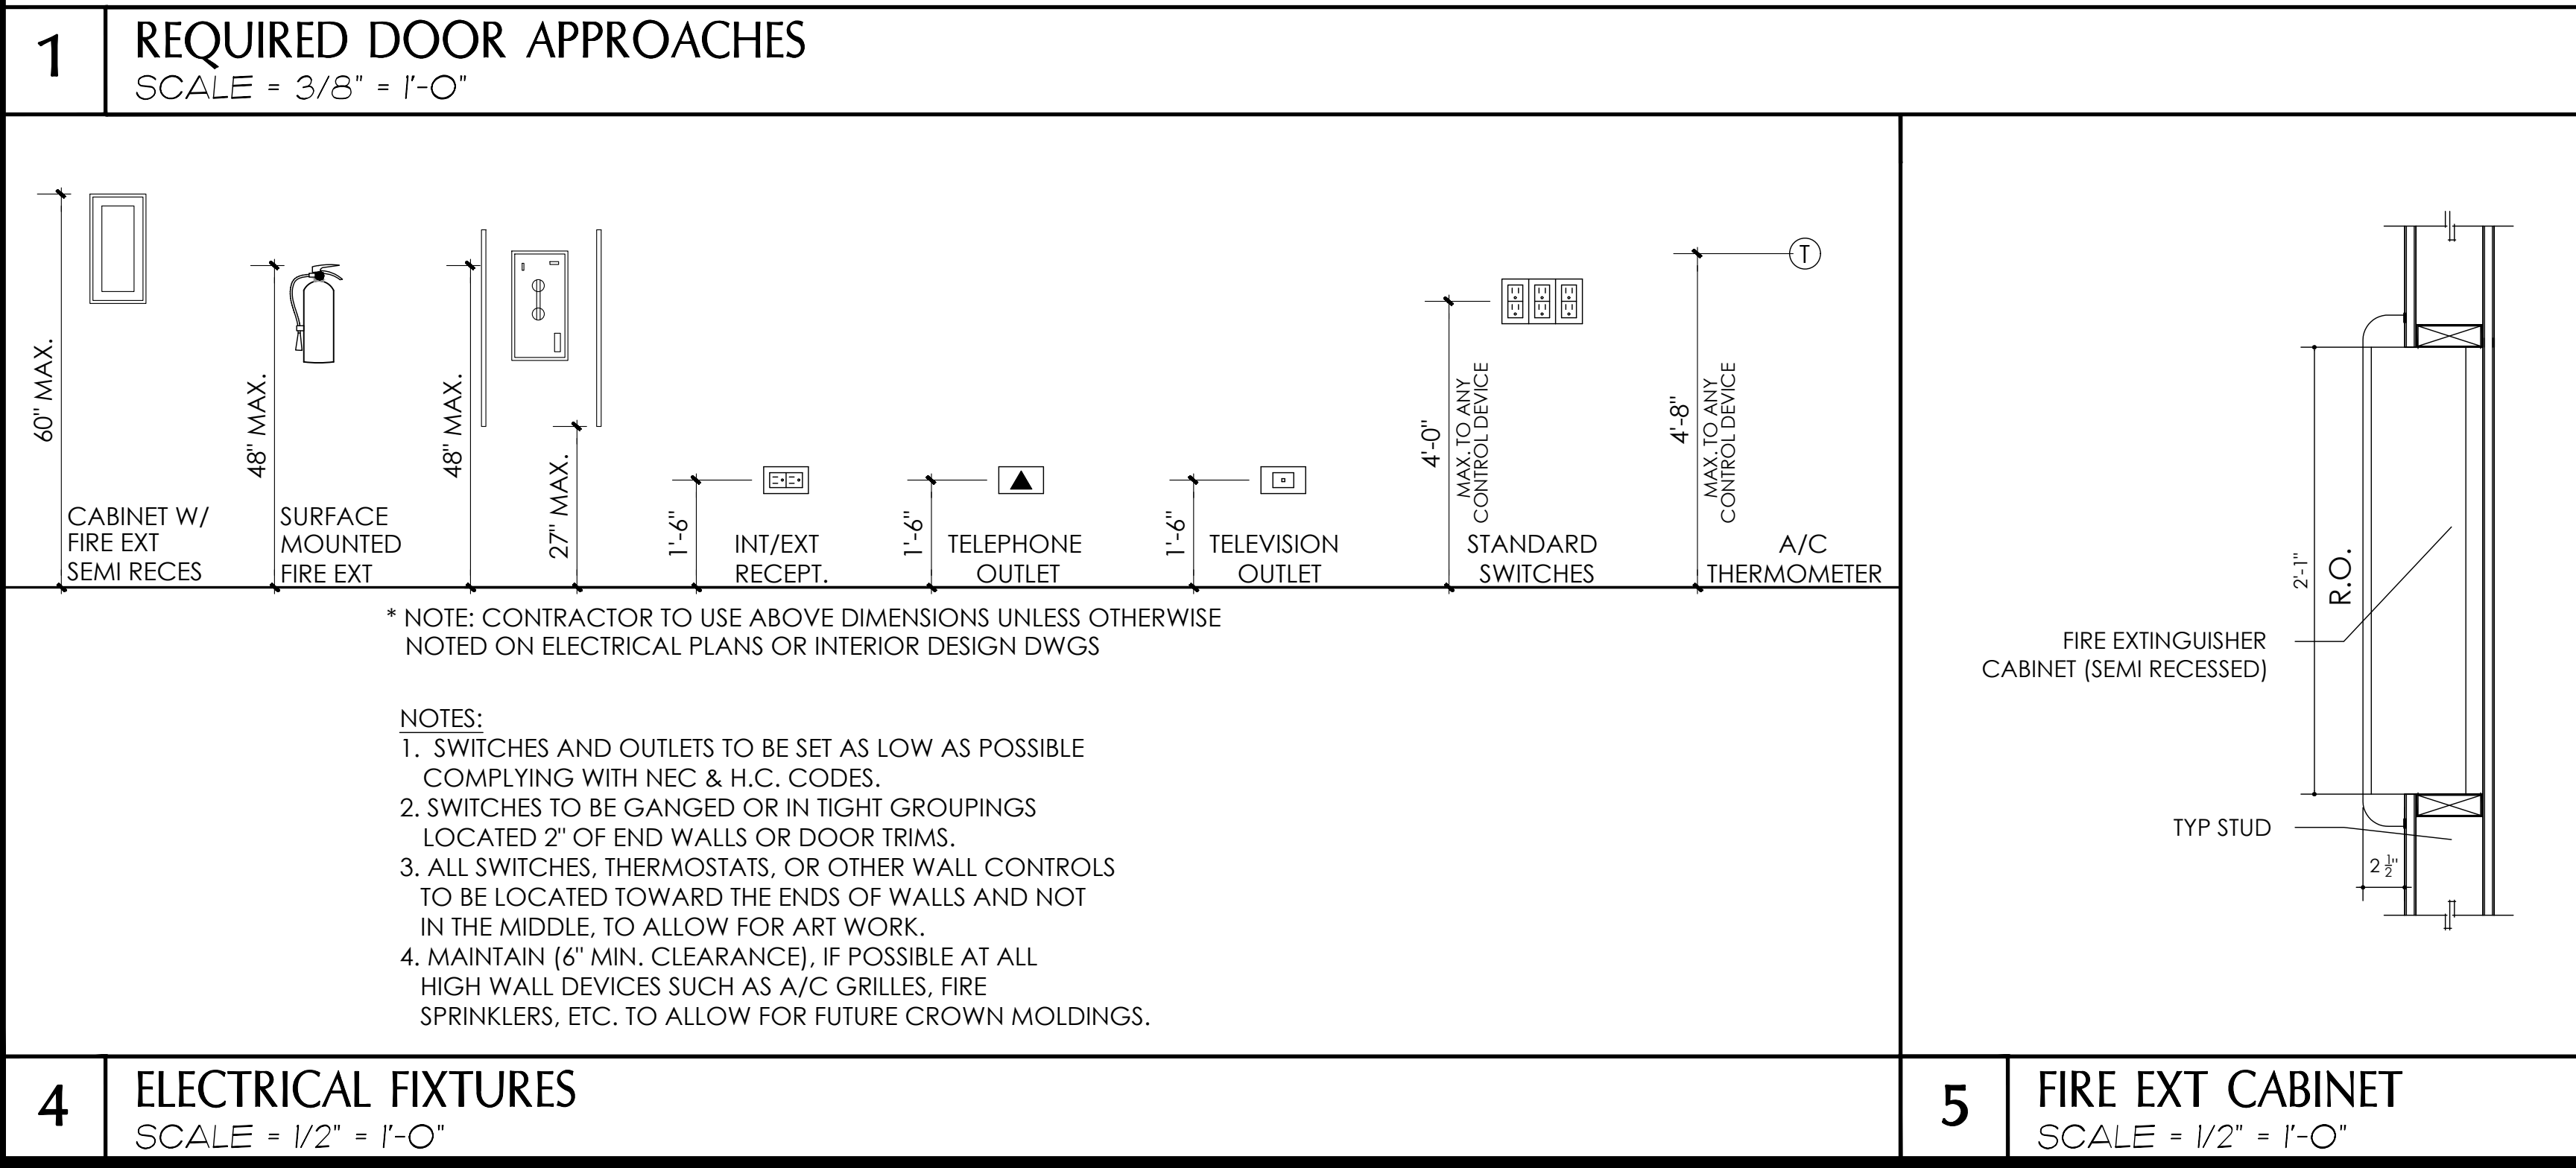 1
REQUIRED DOOR APPROACHES
SCALE = 3/8" = 1'-0"
60" MAX.
CABINET W/
FIRE EXT
SEMI RECES
48" MAX.
SURFACE
MOUNTED
FIRE EXT
48" MAX.
27" MAX.
1'-6"
INT/EXT
RECEPT.
1'-6"
TELEPHONE
OUTLET
1'-6"
TELEVISION
OUTLET
4'-0"
MAX. TO ANY
CONTROL DEVICE
STANDARD
SWITCHES
4'-8"
MAX. TO ANY
CONTROL DEVICE
T
A/C
THERMOMETER
* NOTE: CONTRACTOR TO USE ABOVE DIMENSIONS UNLESS OTHERWISE
NOTED ON ELECTRICAL PLANS OR INTERIOR DESIGN DWGS
NOTES:
1. SWITCHES AND OUTLETS TO BE SET AS LOW AS POSSIBLE
COMPLYING WITH NEC & H.C. CODES.
2. SWITCHES TO BE GANGED OR IN TIGHT GROUPINGS
LOCATED 2" OF END WALLS OR DOOR TRIMS.
3. ALL SWITCHES, THERMOSTATS, OR OTHER WALL CONTROLS
TO BE LOCATED TOWARD THE ENDS OF WALLS AND NOT
IN THE MIDDLE, TO ALLOW FOR ART WORK.
4. MAINTAIN (6" MIN. CLEARANCE), IF POSSIBLE AT ALL
HIGH WALL DEVICES SUCH AS A/C GRILLES, FIRE
SPRINKLERS, ETC. TO ALLOW FOR FUTURE CROWN MOLDINGS.
4
ELECTRICAL FIXTURES
SCALE = 1/2" = 1'-0"
2'-1"
R.O.
FIRE EXTINGUISHER
CABINET (SEMI RECESSED)
TYP STUD
2 1/2"
5
FIRE EXT CABINET
SCALE = 1/2" = 1'-0"